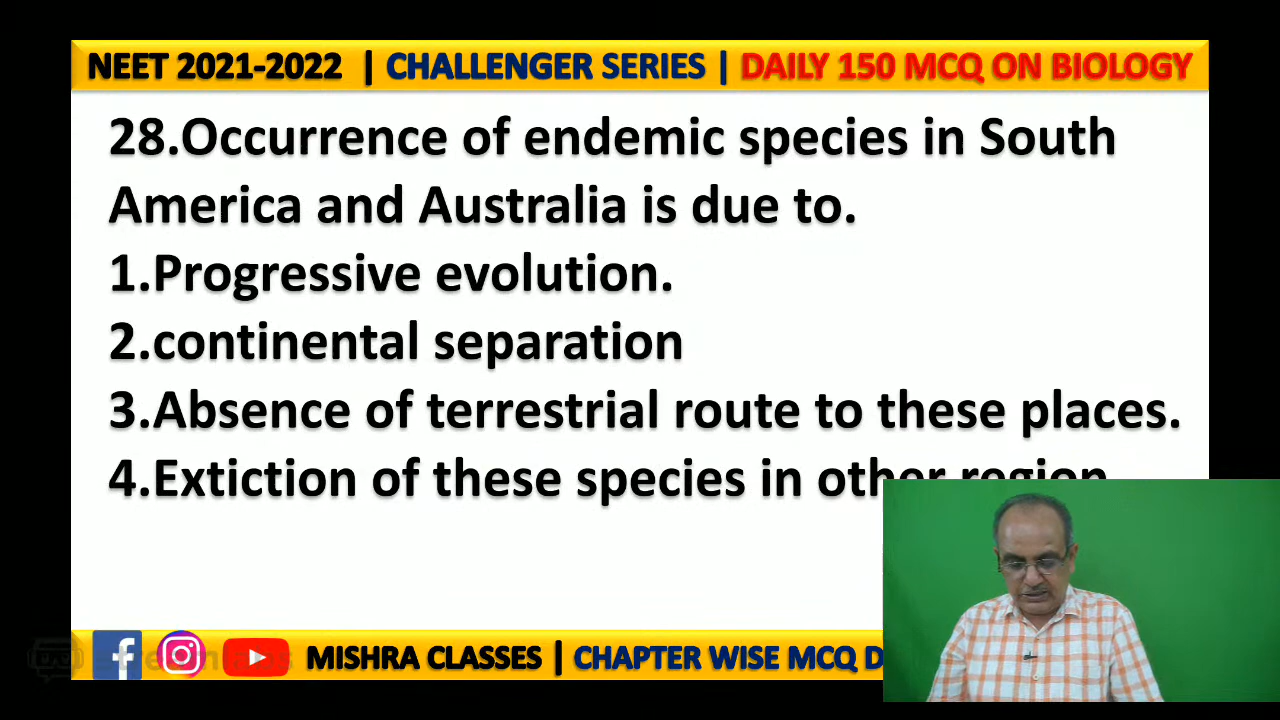 NEET 2021-2022 | CHALLENGER SERIES | DAILY 150 MCQ ON BIOLOGY
28.Occurrence of endemic species in South
America and Australia is due to.
1.Progressive evolution.
2.continental separation
3.Absence of terrestrial route to these places.
4.Extiction of these species in other region
MISHRA CLASSES | CHAPTER WISE MCQ D